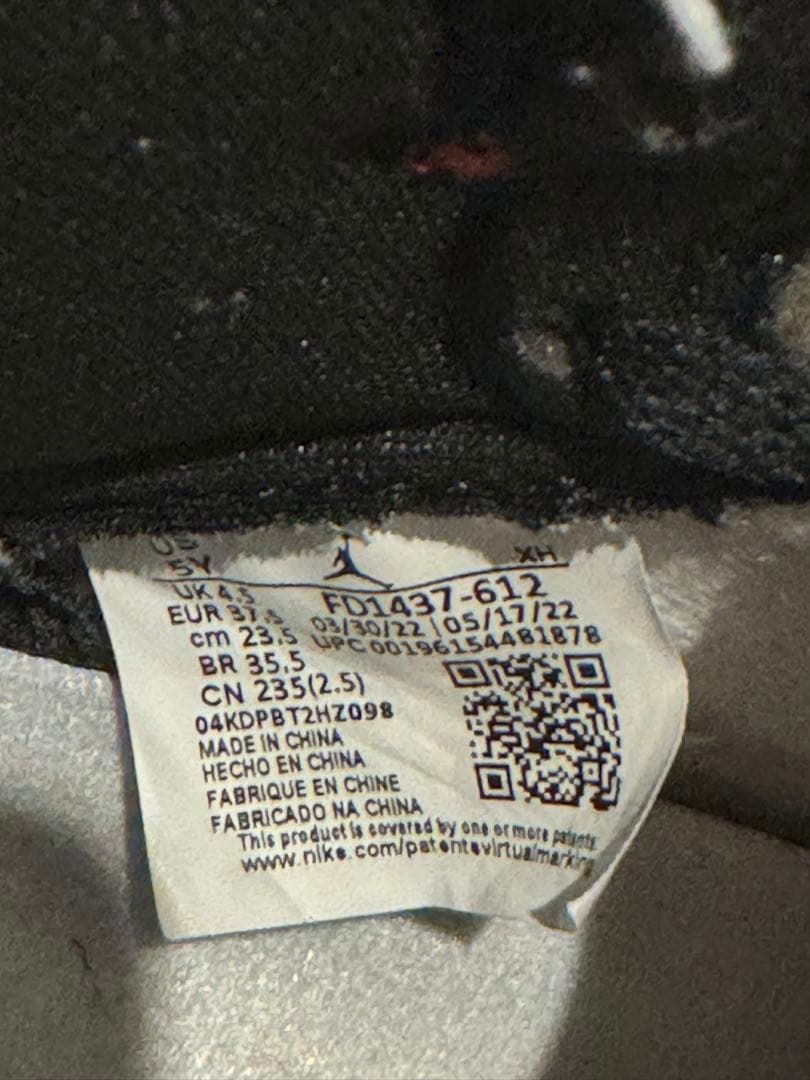 US
5Y
XH
UK 4.5
EUR 37.5
cm 23.5
BR 35.5
CN 235(2.5)
FD1437-612
03/30/22 | 05/17/22
UPC 00196154481878
04KDPBT2HZ098
MADE IN CHINA
HECHO EN CHINA
FABRIQUE EN CHINE
FABRICADO NA CHINA
This product is covered by one or more patents
www.nike.com/patentsvirtualmarking